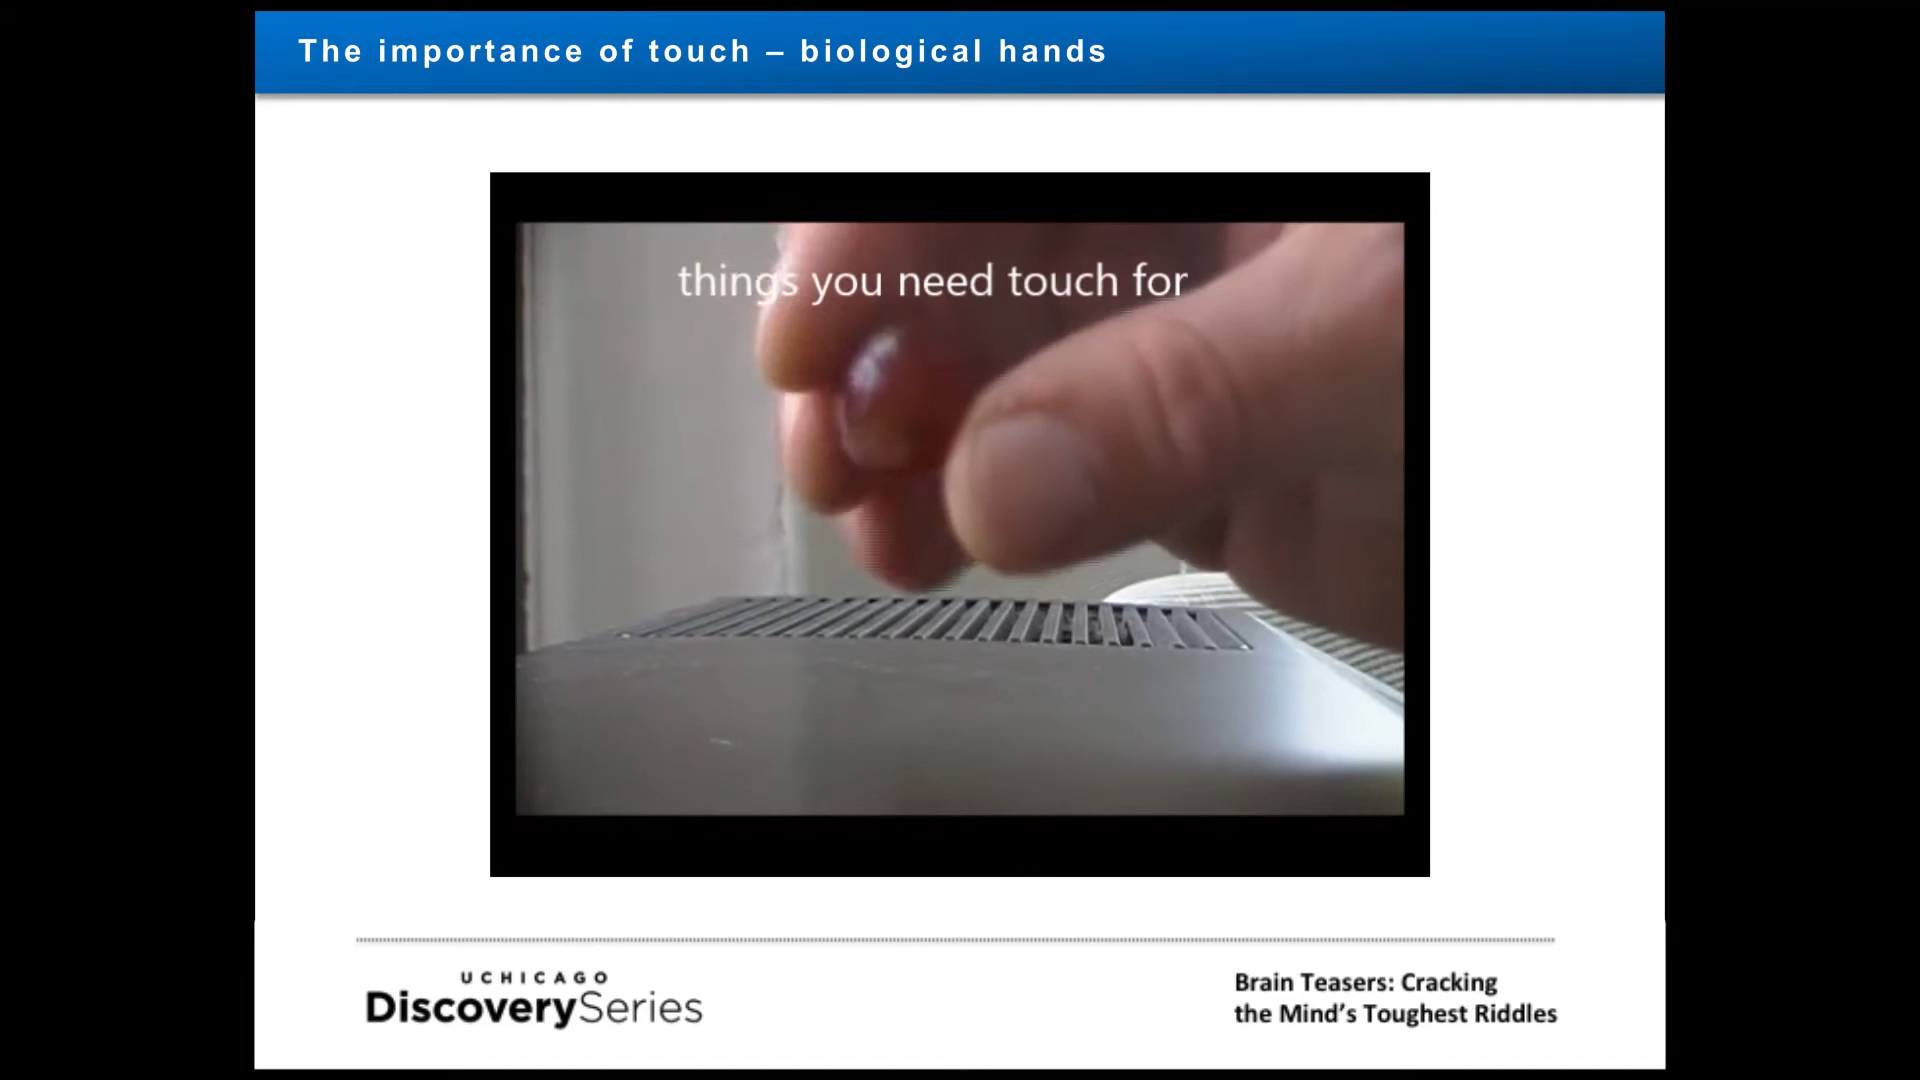 The importance of touch – biological hands
things you need touch for
UCHICAGO
DiscoverySeries
Brain Teasers: Cracking
the Mind's Toughest Riddles